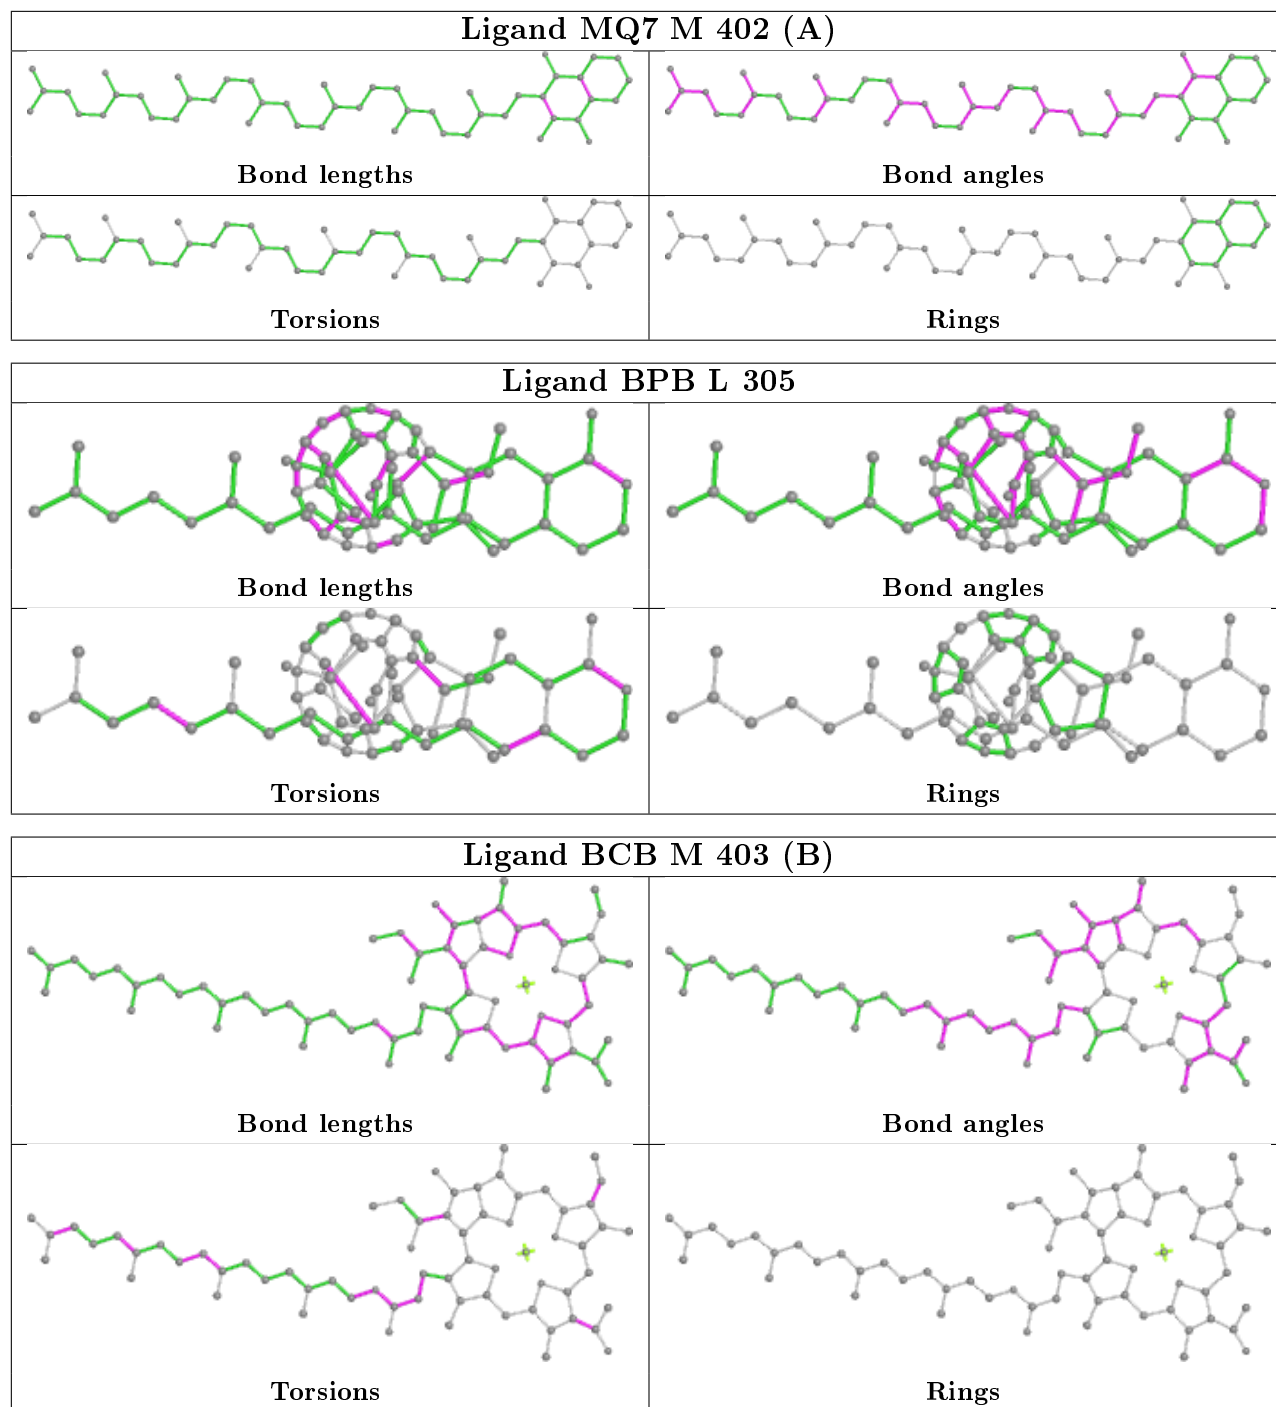 Ligand MQ7 M 402 (A)
Bond lengths
Bond angles
Torsions
Rings
Ligand BPB L 305
Bond lengths
Bond angles
Torsions
Rings
Ligand BCB M 403 (B)
Bond lengths
Bond angles
Torsions
Rings